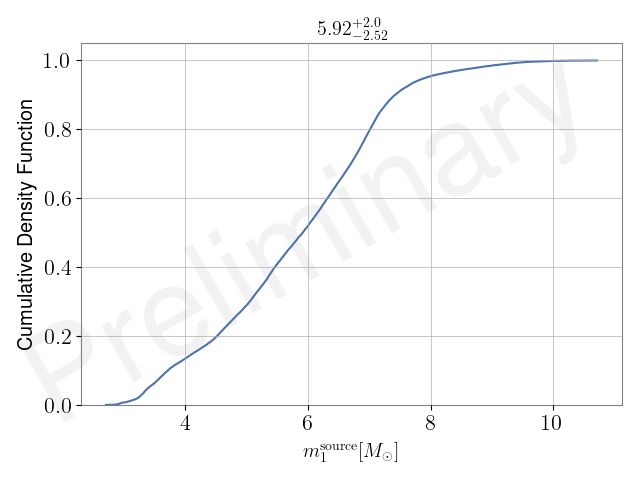 5.92^{+2.0}_{-2.52}
1.0
0.8
0.6
0.4
0.2
0.0
Cumulative Density Function
Preliminary
4 6 8 10
m_1^{source}[M_⊙]